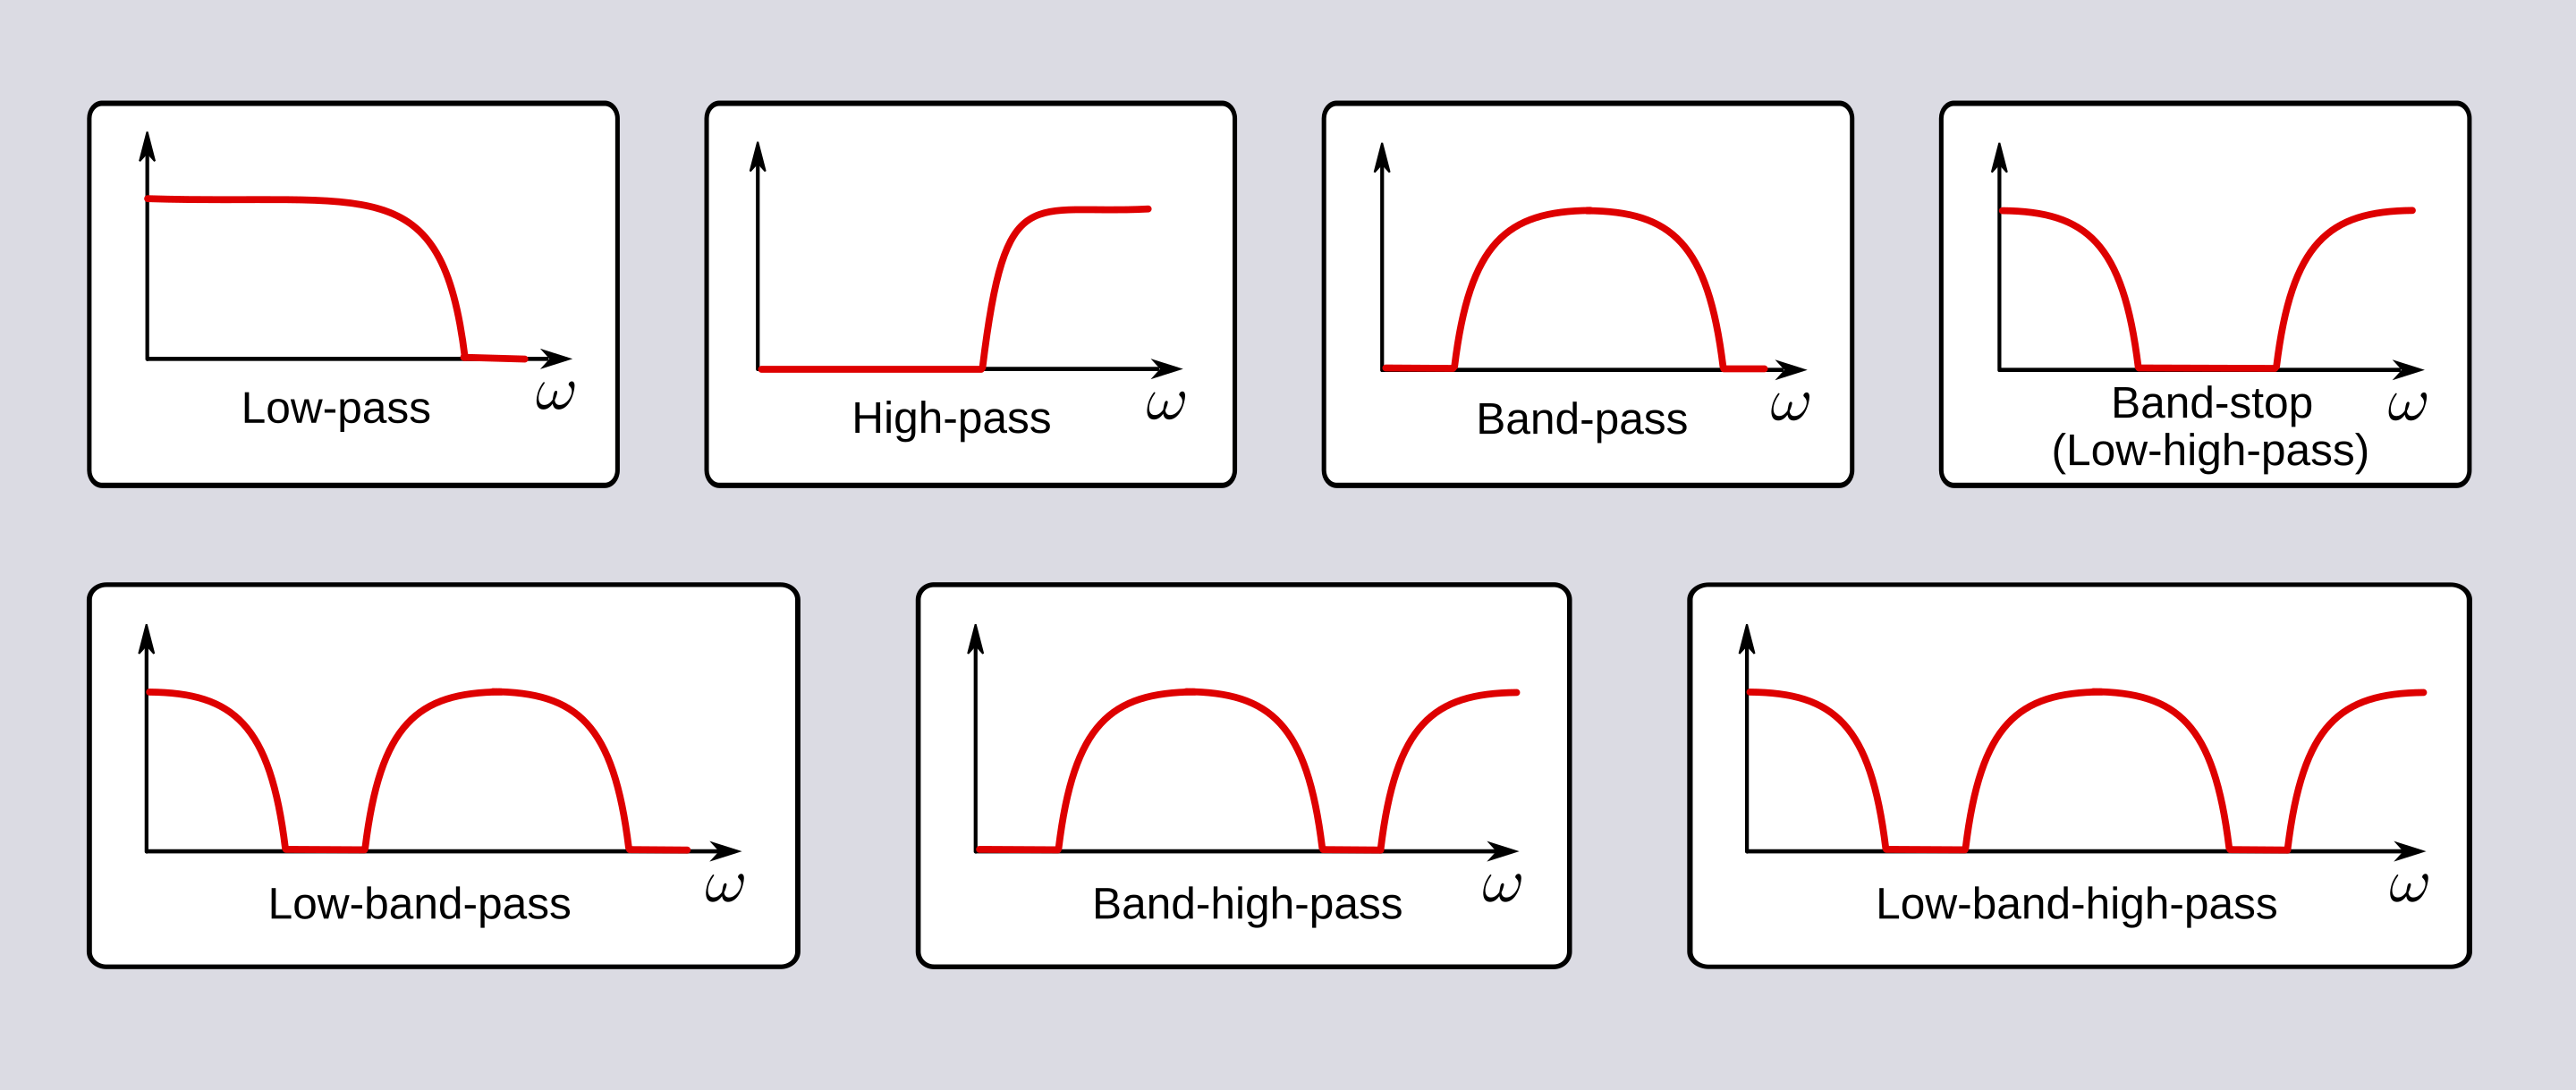 ω
Low-pass
ω
High-pass
ω
Band-pass
Band-stop
ω
(Low-high-pass)
ω
Low-band-pass
ω
Band-high-pass
ω
Low-band-high-pass